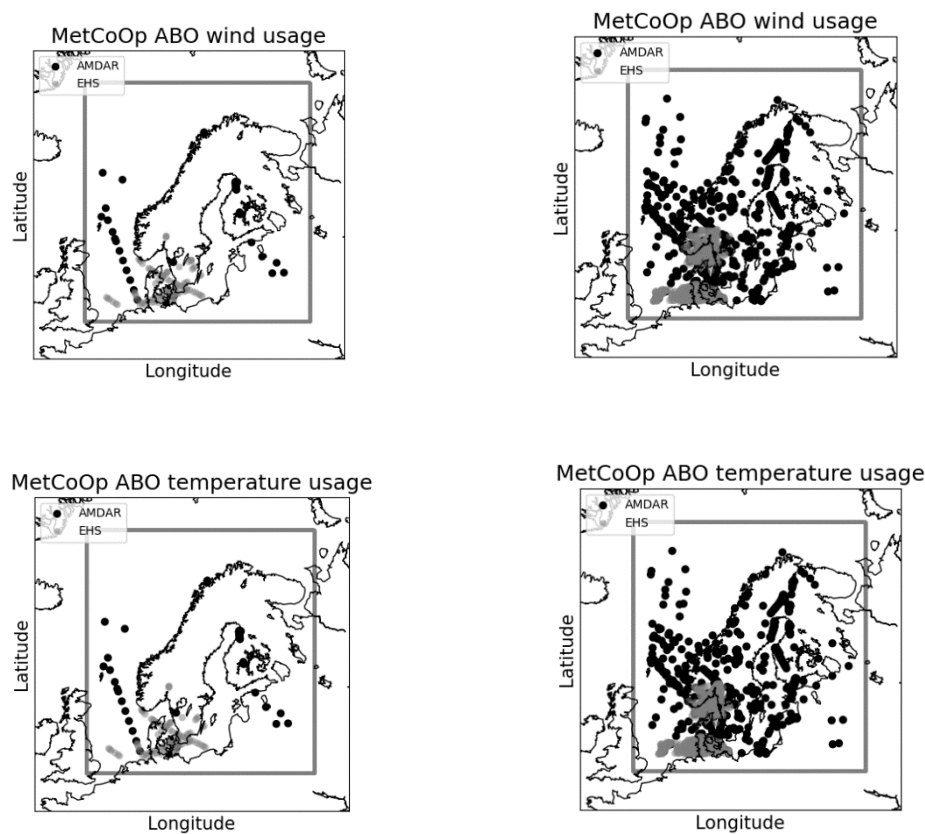 MetCoOp ABO wind usage
AMDAR
EHS
Latitude
Longitude
MetCoOp ABO wind usage
AMDAR
EHS
Latitude
Longitude
MetCoOp ABO temperature usage
AMDAR
EHS
Latitude
Longitude
MetCoOp ABO temperature usage
AMDAR
EHS
Latitude
Longitude